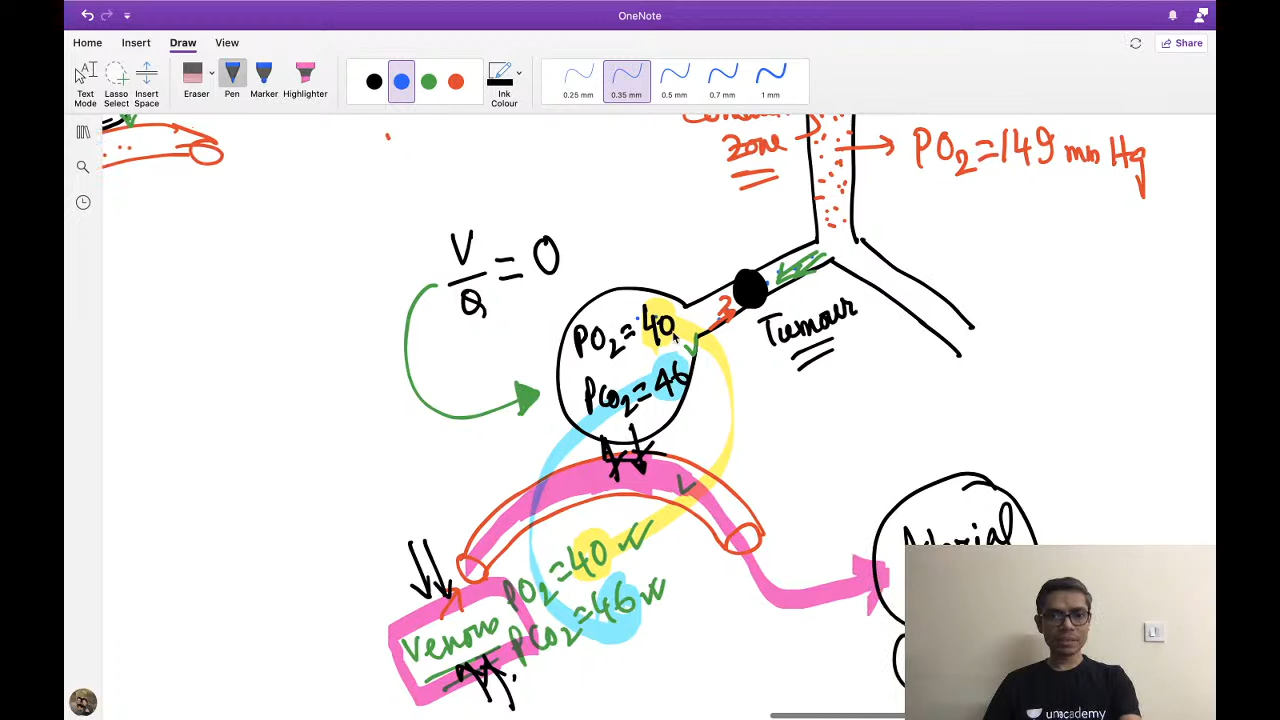 OneNote
Home Insert Draw View
Share
Text Mode
Lasso Select
Insert Space
Eraser
Pen
Marker
Highlighter
Ink Colour
0.25 mm
0.35 mm
0.5 mm
0.7 mm
1 mm
zone
PO2=149 mm Hg
V/Q=0
Tumour
PO2=40
PCO2=46
PO2=40
PCO2=46
Venous
Arterial
unacademy